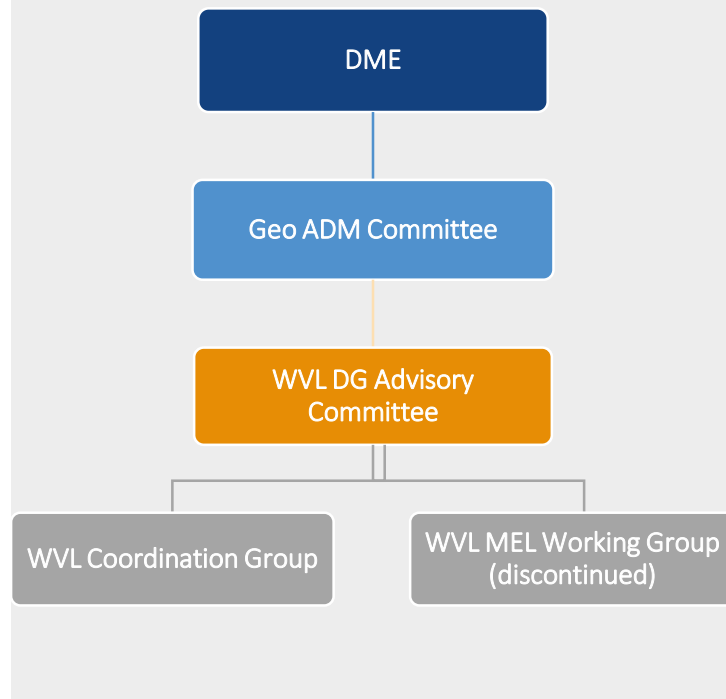 DME
Geo ADM Committee
WVL DG Advisory
Committee
WVL Coordination Group
WVL MEL Working Group
(discontinued)